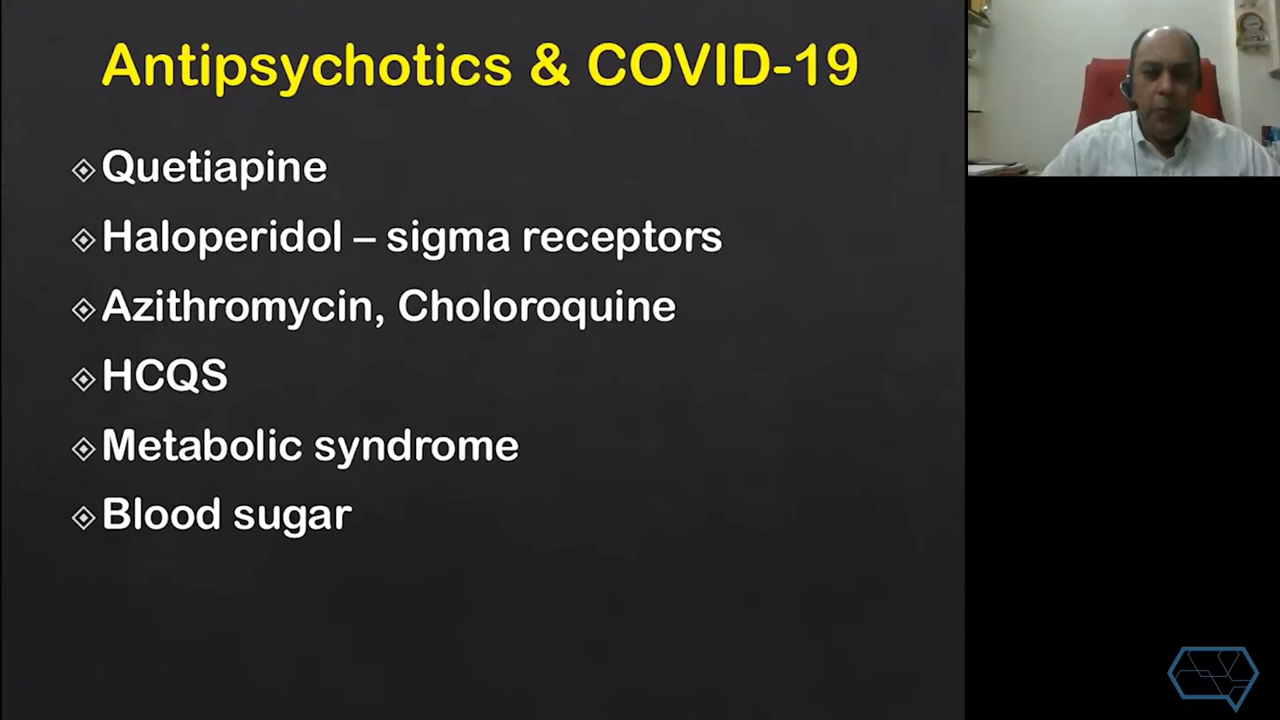 Antipsychotics & COVID-19
Quetiapine
Haloperidol – sigma receptors
Azithromycin, Choloroquine
HCQS
Metabolic syndrome
Blood sugar